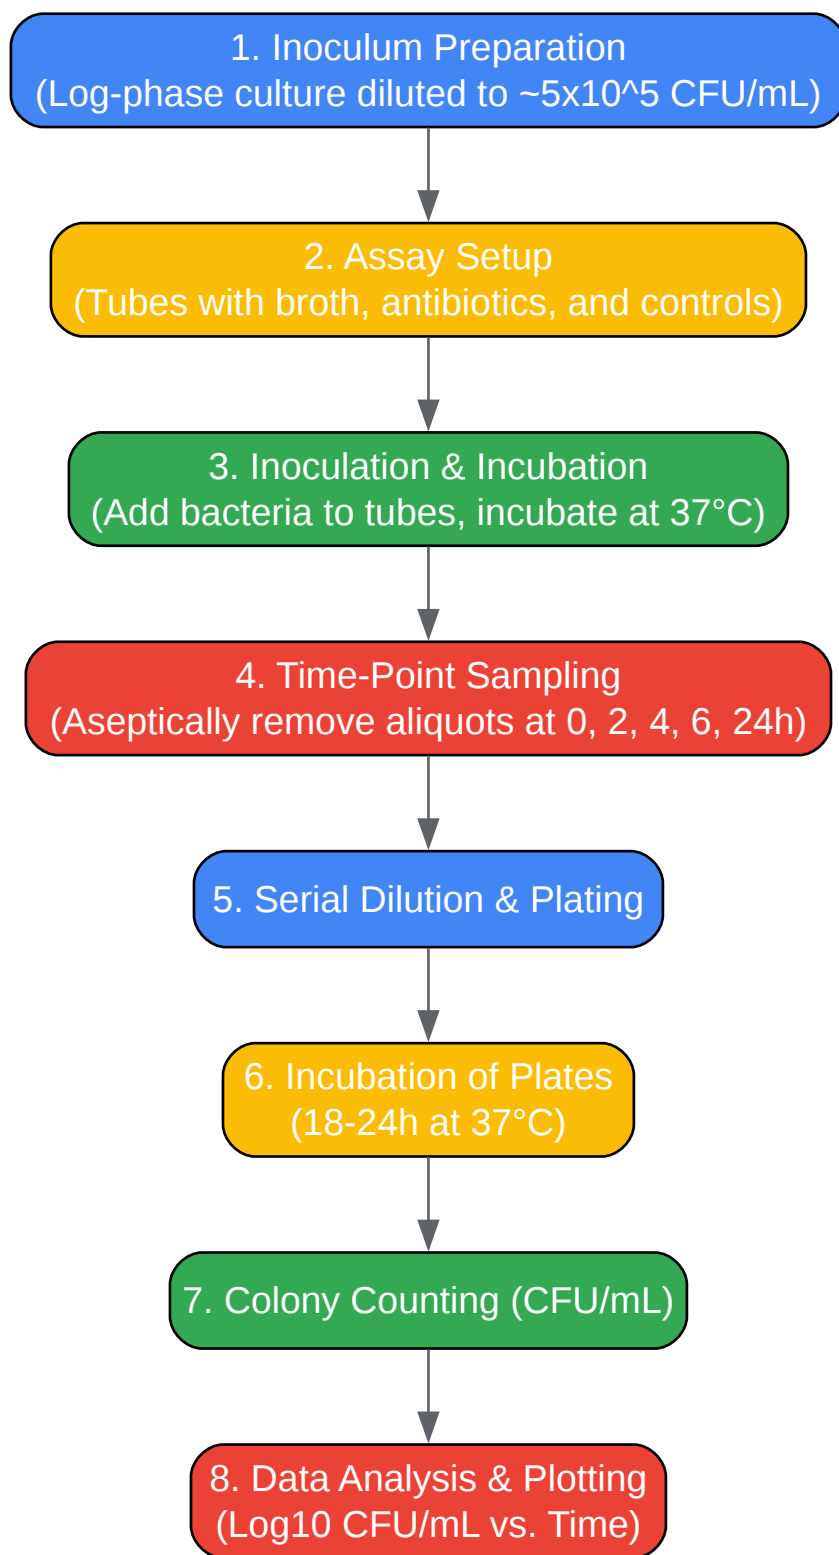 1. Inoculum Preparation
(Log-phase culture diluted to ~5x10^5 CFU/mL)
2. Assay Setup
(Tubes with broth, antibiotics, and controls)
3. Inoculation & Incubation
(Add bacteria to tubes, incubate at 37°C)
4. Time-Point Sampling
(Aseptically remove aliquots at 0, 2, 4, 6, 24h)
5. Serial Dilution & Plating
6. Incubation of Plates
(18-24h at 37°C)
7. Colony Counting (CFU/mL)
8. Data Analysis & Plotting
(Log10 CFU/mL vs. Time)